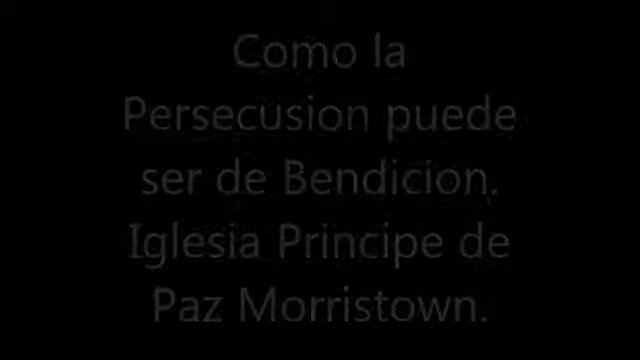 Como la
Persecusion puede
ser de Bendicion.
Iglesia Principe de
Paz Morristown.